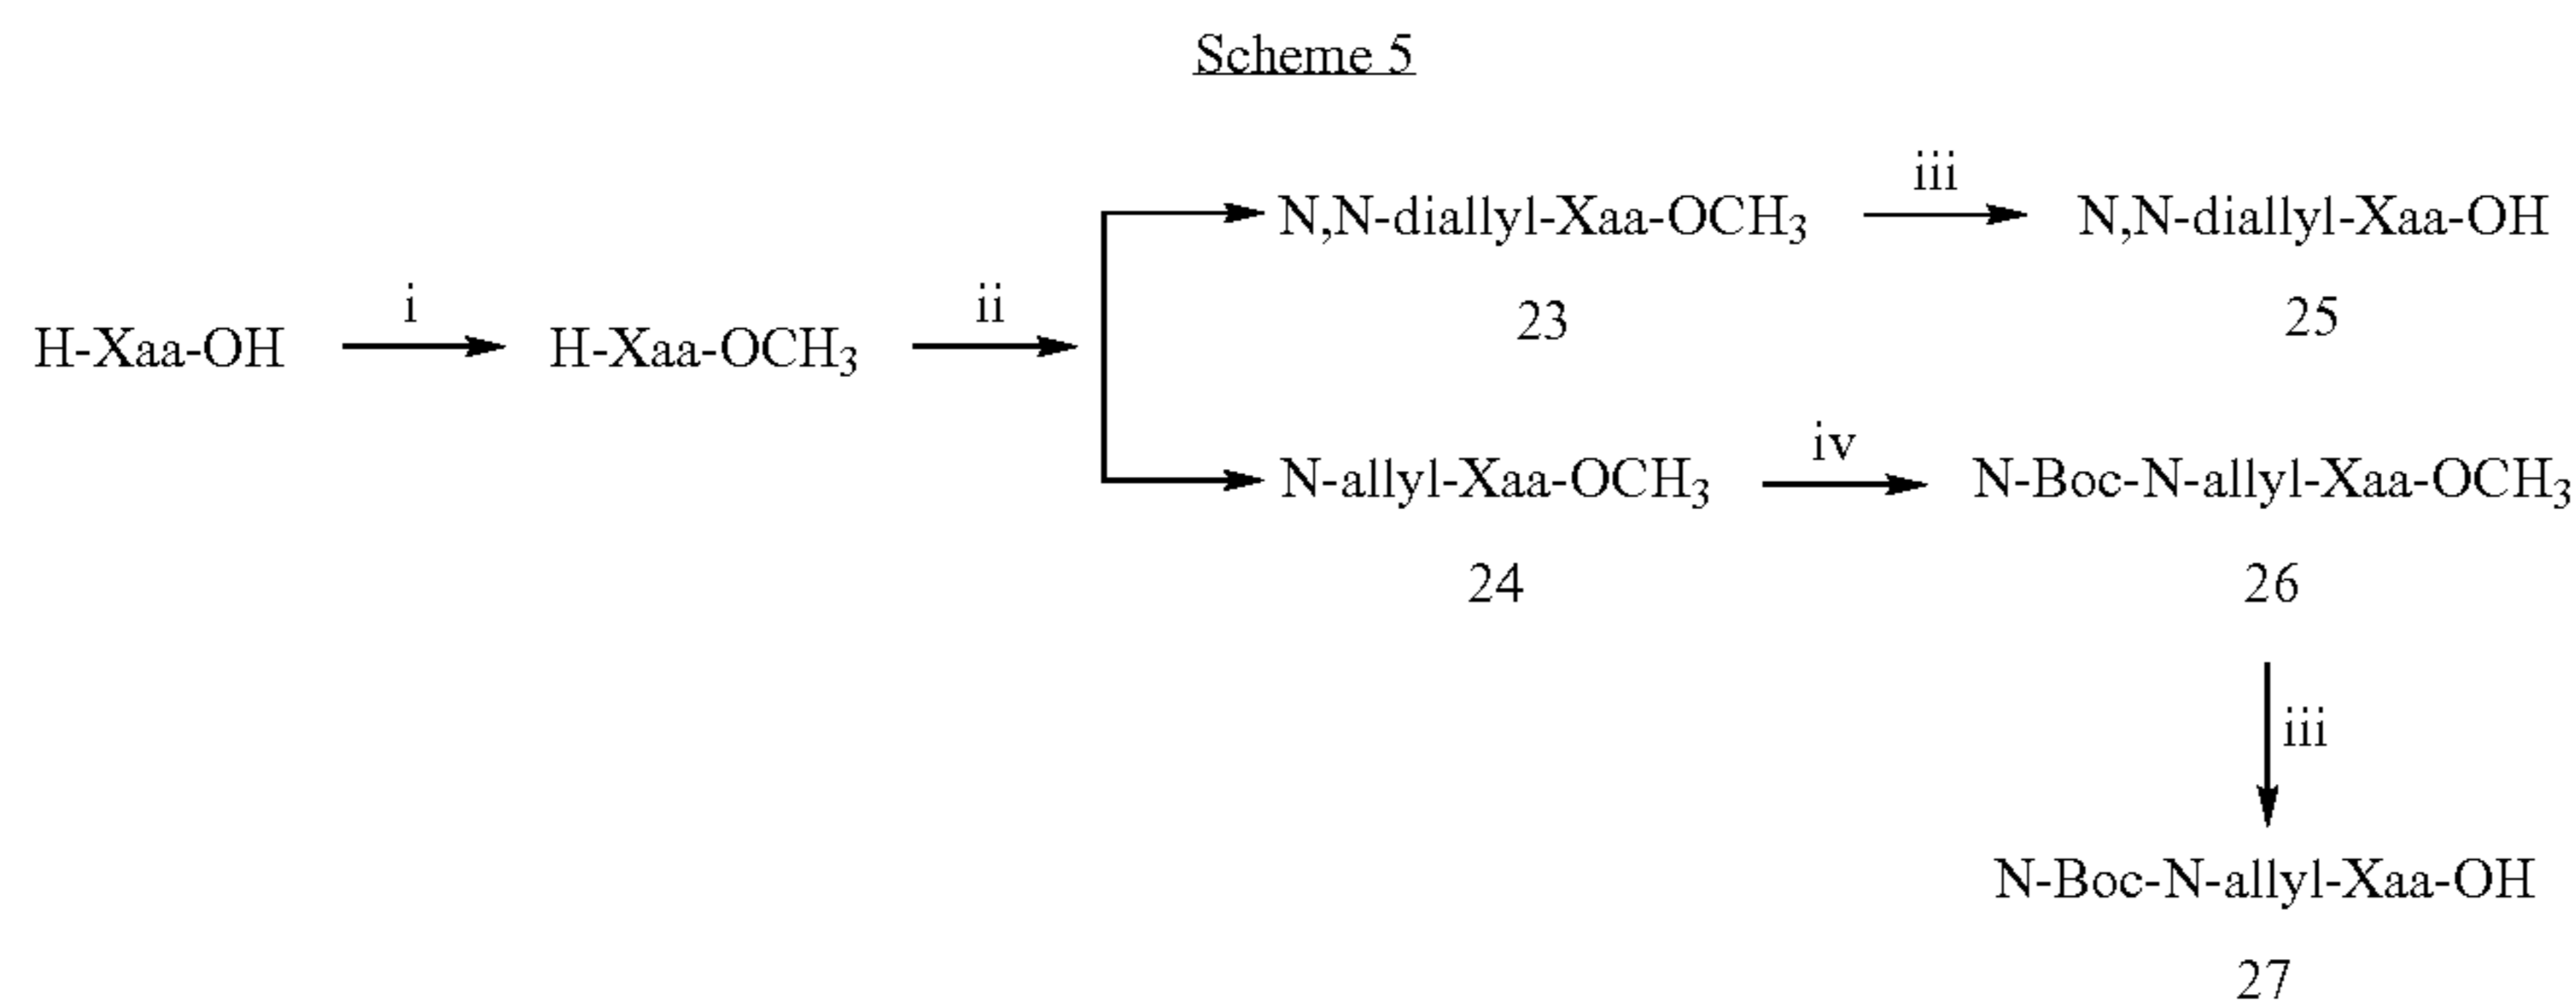 Scheme 5
iii
N,N-diallyl-Xaa-OCH₃
N,N-diallyl-Xaa-OH
23
25
i
ii
H-Xaa-OH
H-Xaa-OCH₃
iv
N-allyl-Xaa-OCH₃
N-Boc-N-allyl-Xaa-OCH₃
24
26
iii
N-Boc-N-allyl-Xaa-OH
27